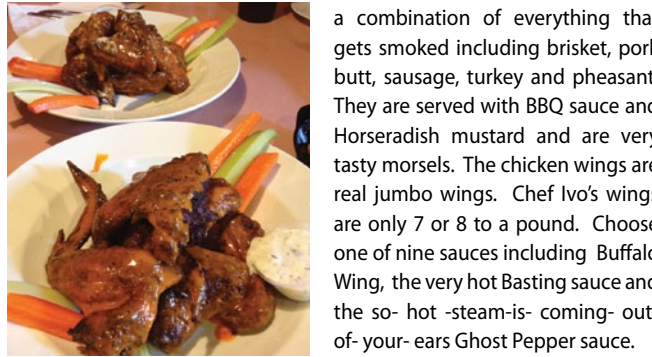 a combination of everything tha
gets smoked including brisket, pork
butt, sausage, turkey and pheasant
They are served with BBQ sauce and
Horseradish mustard and are very
tasty morsels. The chicken wings are
real jumbo wings. Chef Ivo's wings
are only 7 or 8 to a pound. Choose
one of nine sauces including Buffalo
Wing, the very hot Basting sauce and
the so- hot -steam-is- coming- out
of- your- ears Ghost Pepper sauce.